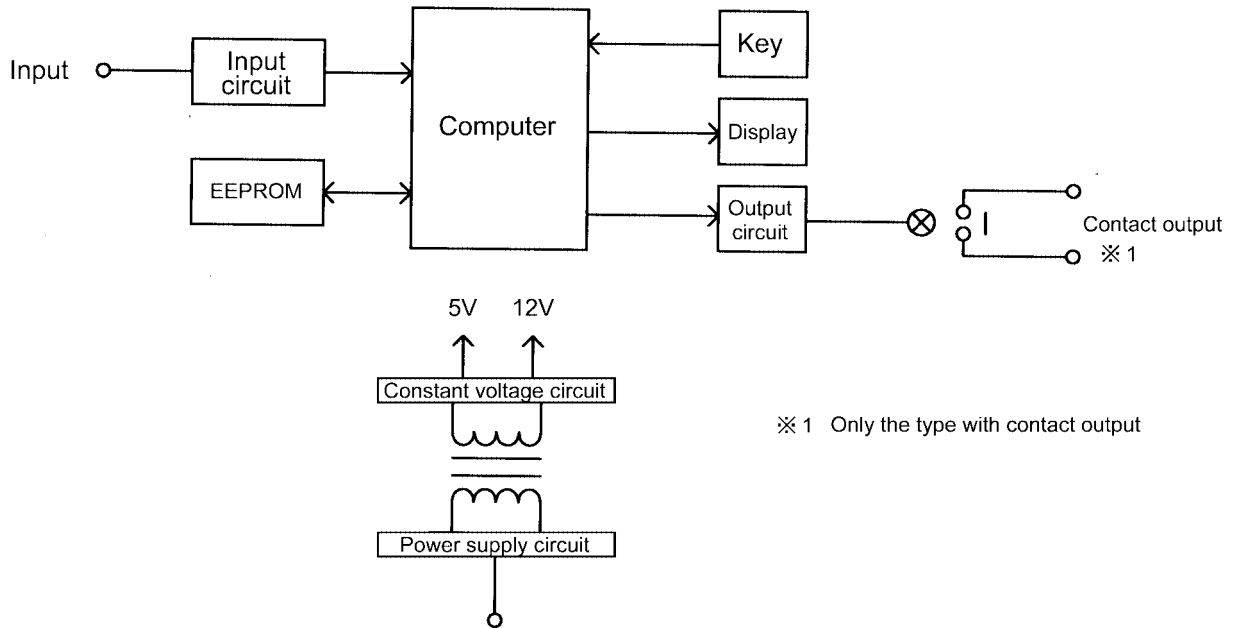 Input
Input
circuit
EEPROM
Computer
Key
Display
Output
circuit
Contact output
※ 1
5V 12V
Constant voltage circuit
※ 1 Only the type with contact output
Power supply circuit